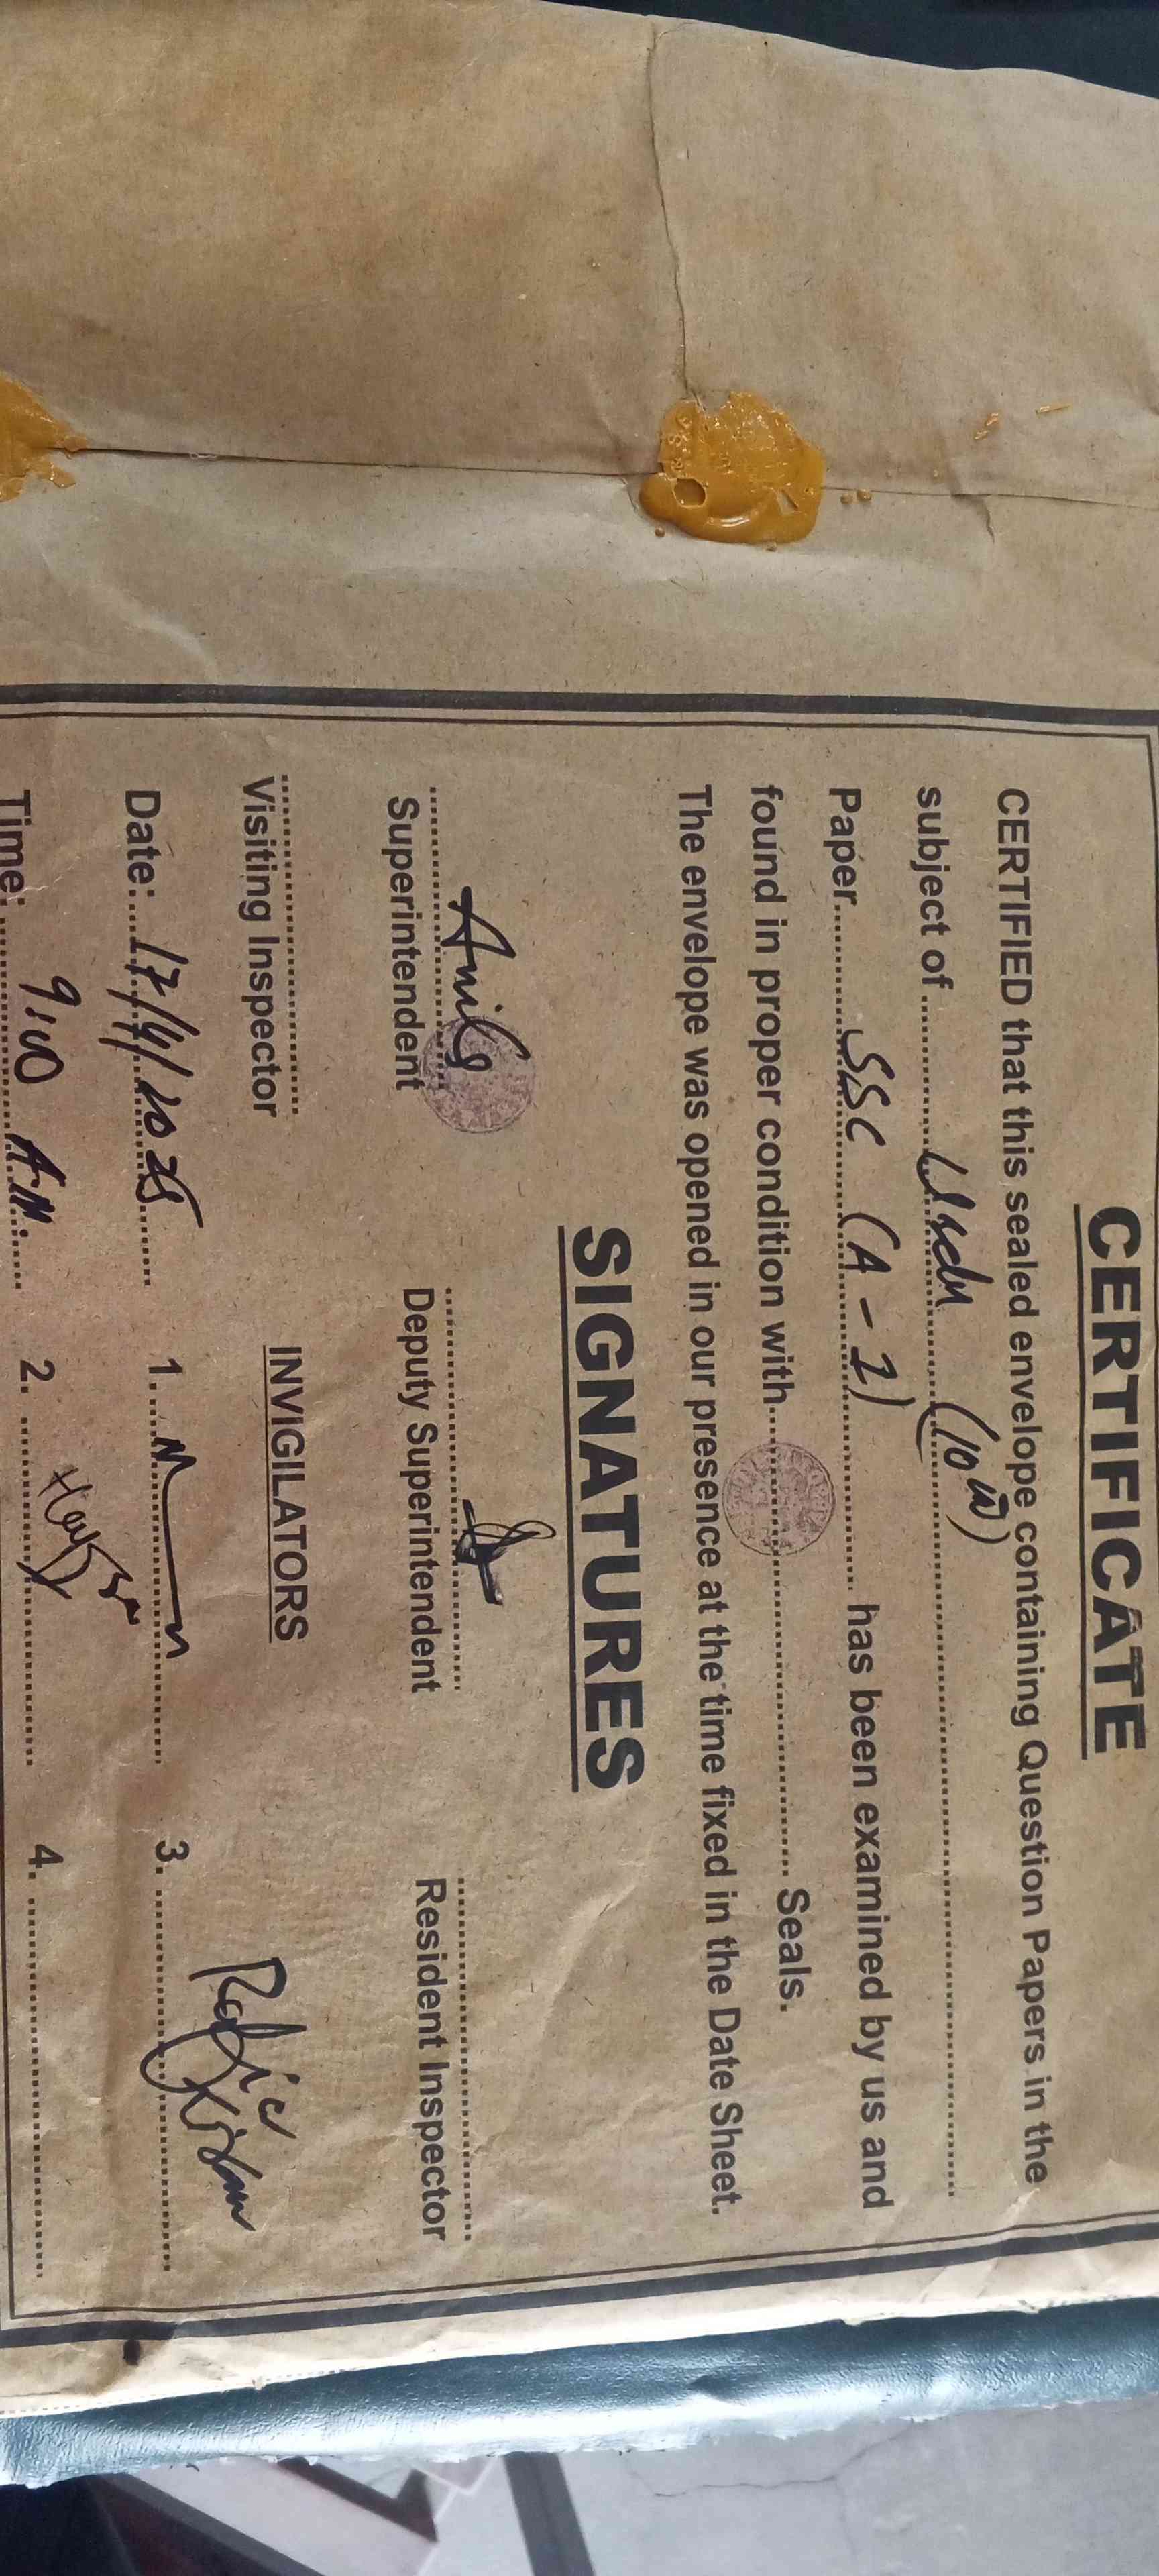 CERTIFICATE
CERTIFIED that this sealed envelope containing Question Papers in the
subject of .......... Urdu (10th) ..........
Paper.......... SSC (A-1) .......... has been examined by us and
found in proper condition with.................... Seals.
The envelope was opened in our presence at the time fixed in the Date Sheet.
SIGNATURES
Superintendent Deputy Superintendent Resident Inspector
Visiting Inspector INVIGILATORS
Date:...17/4/2025...... 1. 3.
Time:......9:00 A.M...... 2. 4.